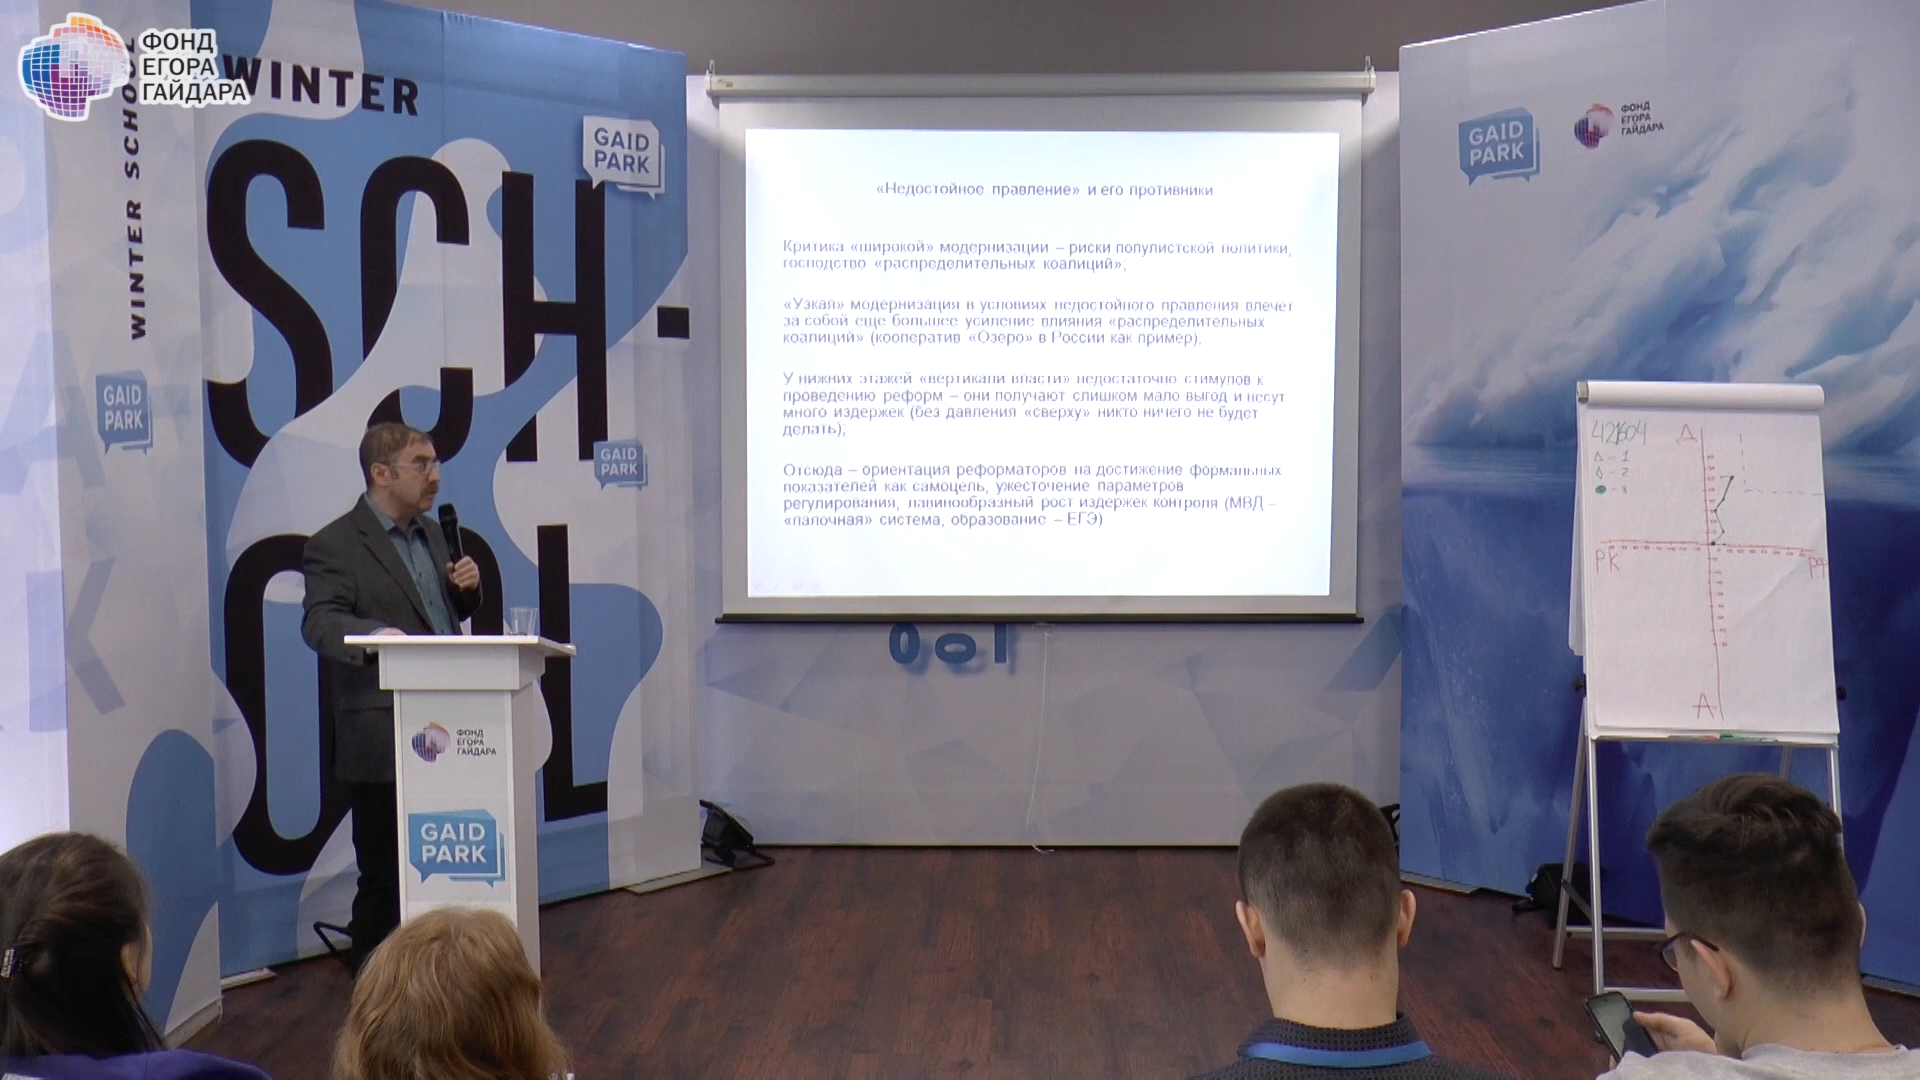 ФОНД
ЕГОРА
ГАЙДАРА
WINTER SCHOOL
WINTER
SCH-
OOL
GAID
PARK
GAID
PARK
GAID
PARK
«Недостойное правление» и его противники
Критика «широкой» модернизации – риски популистской политики,
господство «распределительных коалиций»;
«Узкая» модернизация в условиях недостойного правления влечет
за собой еще большее усиление влияния «распределительных
коалиций» (кооператив «Озеро» в России как пример);
У нижних этажей «вертикали власти» недостаточно стимулов к
проведению реформ – они получают слишком мало выгод и несут
много издержек (без давления «сверху» никто ничего не будет
делать);
Отсюда – ориентация реформаторов на достижение формальных
показателей как самоцель, ужесточение параметров
регулирования, лавинообразный рост издержек контроля (МВД –
«палочная» система, образование – ЕГЭ)
ool
GAID
PARK
ФОНД
ЕГОРА
ГАЙДАРА
Д
РК
А
ФОНД
ЕГОРА
ГАЙДАРА
GAID
PARK